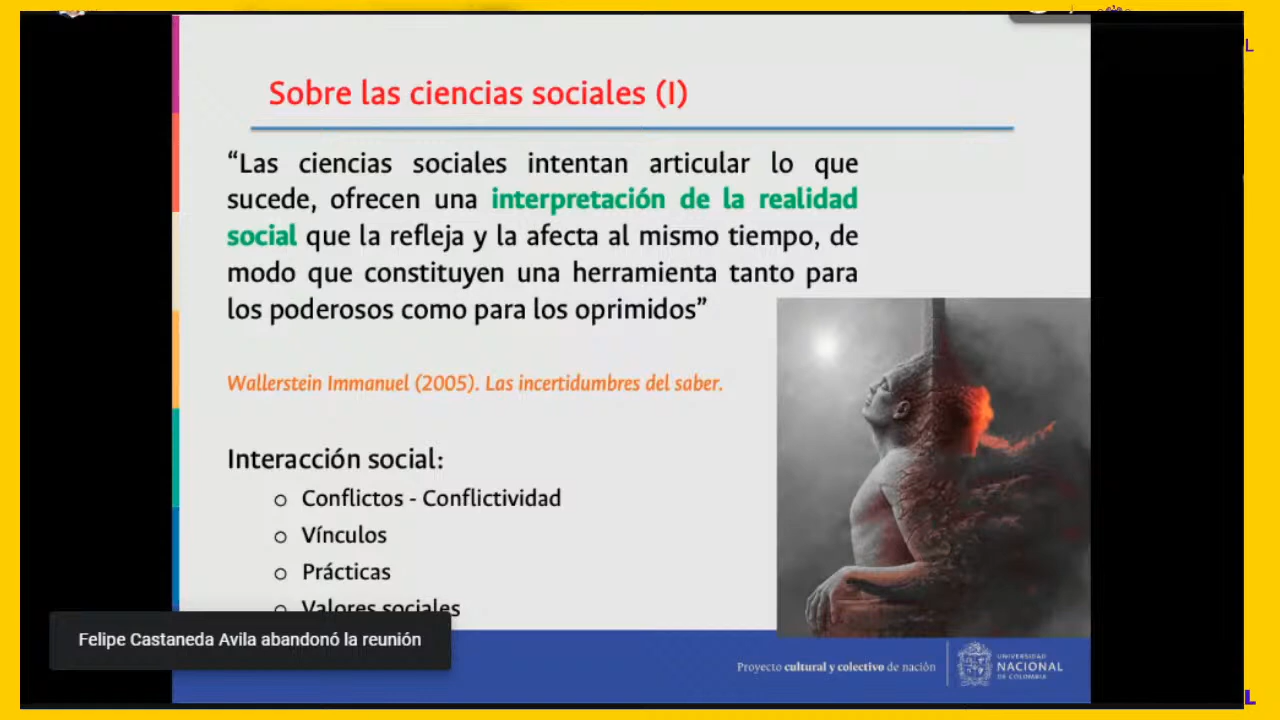 Sobre las ciencias sociales (I)
“Las ciencias sociales intentan articular lo que
sucede, ofrecen una interpretación de la realidad
social que la refleja y la afecta al mismo tiempo, de
modo que constituyen una herramienta tanto para
los poderosos como para los oprimidos”
Wallerstein Immanuel (2005). Las incertidumbres del saber.
Interacción social:
o Conflictos - Conflictividad
o Vínculos
o Prácticas
o Valores sociales
Felipe Castaneda Avila abandonó la reunión
Proyecto cultural y colectivo de nación
UNIVERSIDAD
NACIONAL
DE COLOMBIA
L
L